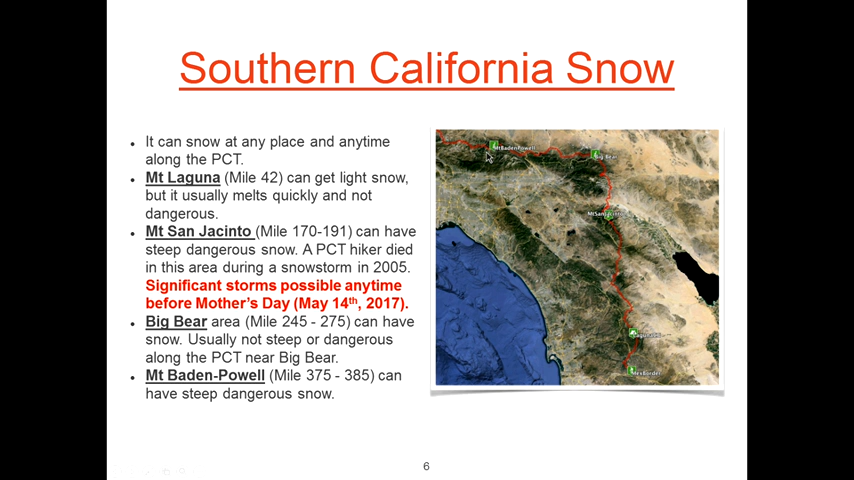 Southern California Snow
It can snow at any place and anytime
along the PCT.
Mt Laguna (Mile 42) can get light snow,
but it usually melts quickly and not
dangerous.
Mt San Jacinto (Mile 170-191) can have
steep dangerous snow. A PCT hiker died
in this area during a snowstorm in 2005.
Significant storms possible anytime
before Mother's Day (May 14th, 2017).
Big Bear area (Mile 245 - 275) can have
snow. Usually not steep or dangerous
along the PCT near Big Bear.
Mt Baden-Powell (Mile 375 - 385) can
have steep dangerous snow.
MtBadenPowell
Big Bear
MtSanJacinto
MexBorder
6